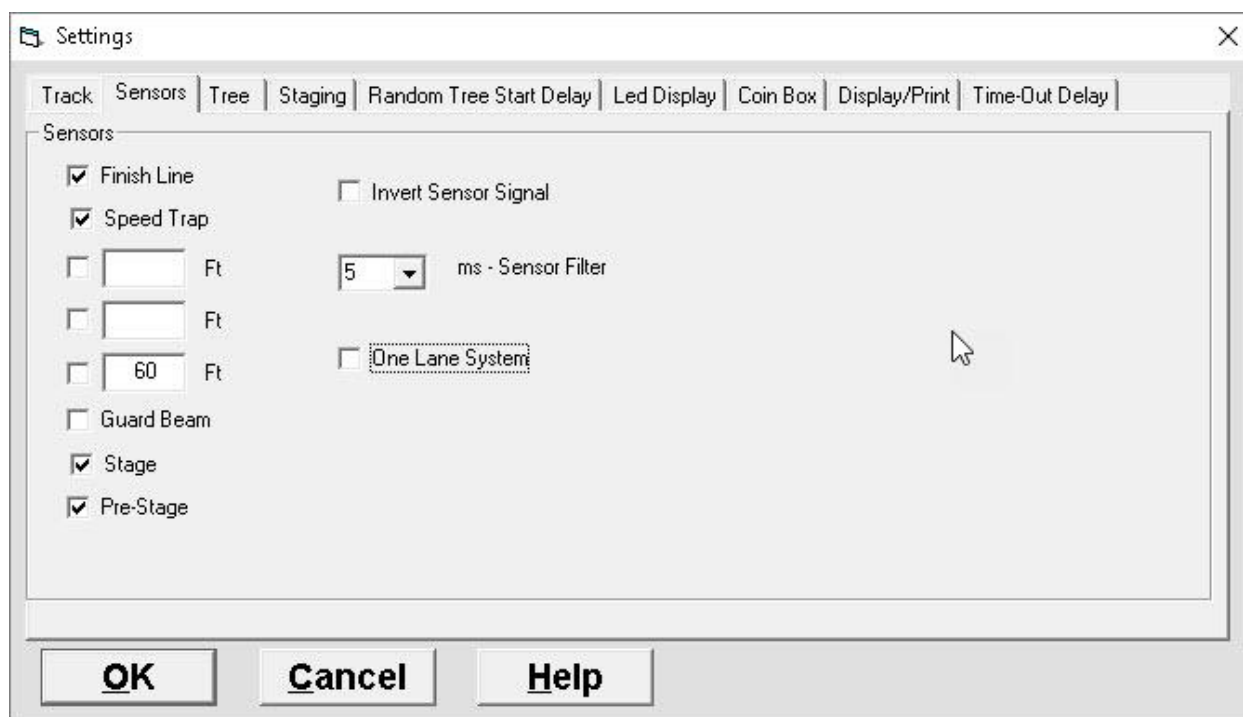 Settings
Track Sensors Tree Staging Random Tree Start Delay Led Display Coin Box Display/Print Time-Out Delay
Sensors
Finish Line
Invert Sensor Signal
Speed Trap
Ft
5 ms - Sensor Filter
Ft
60 Ft
One Lane System
Guard Beam
Stage
Pre-Stage
OK Cancel Help